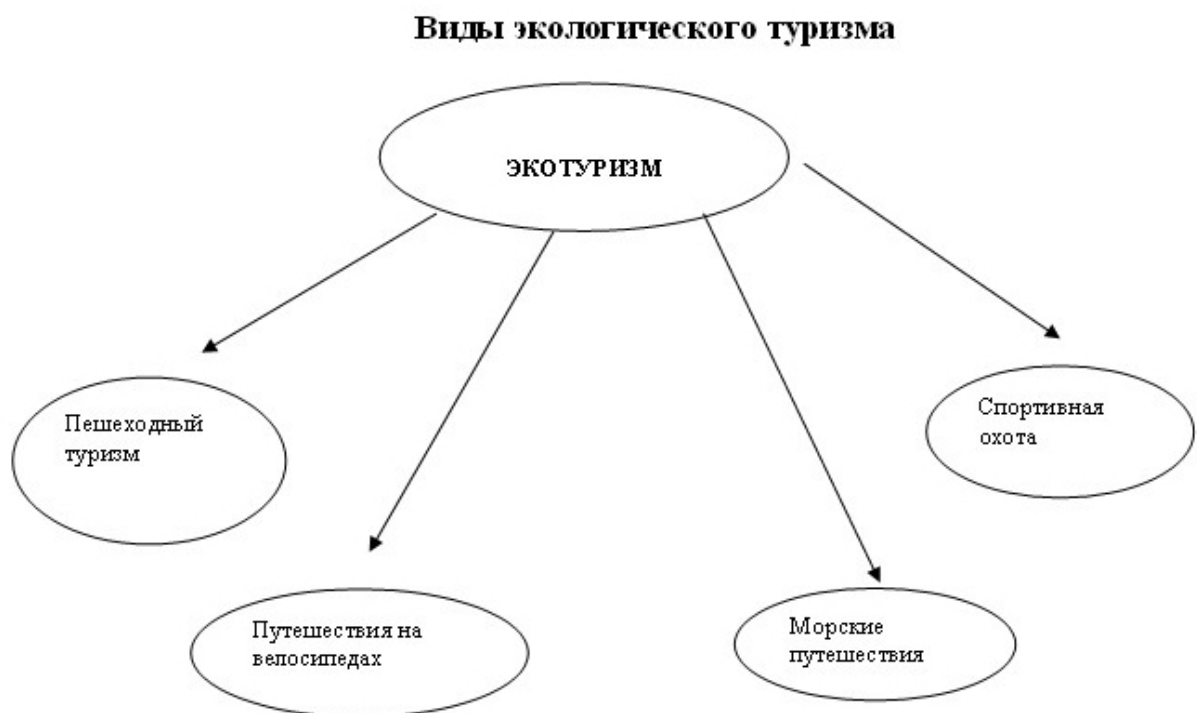 Виды экологического туризма
ЭКОТУРИЗМ
Пешеходный
туризм
Спортивная
охота
Путешествия на
велосипедах
Морские
путешествия